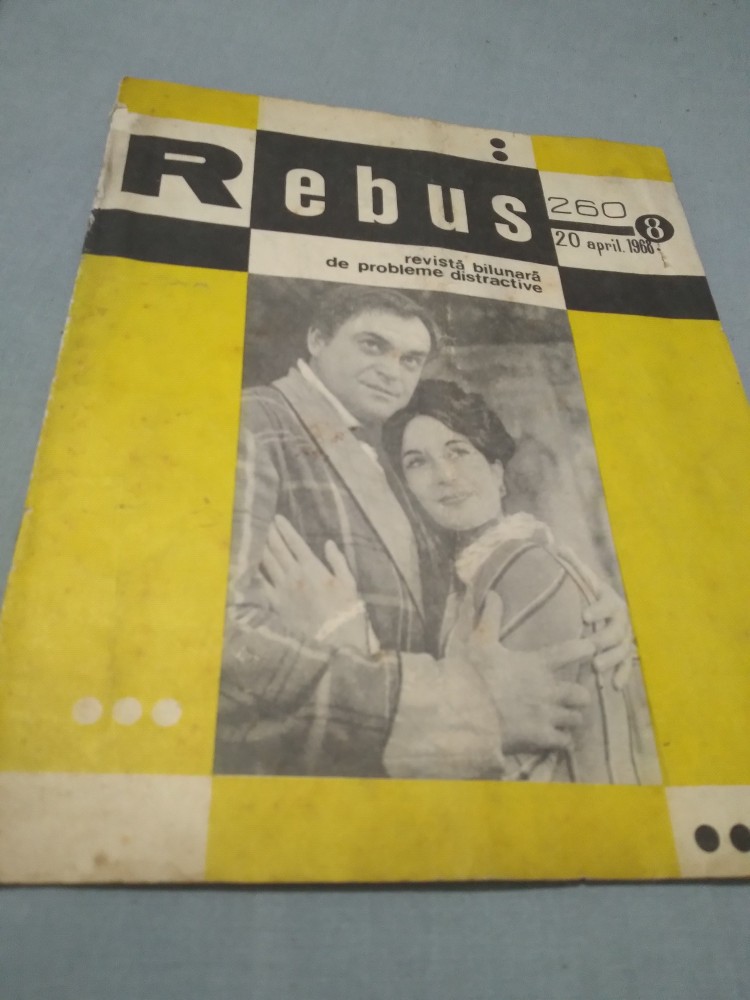 Rebus
260
8
20 april. 1968
revistă bilunară
de probleme distractive